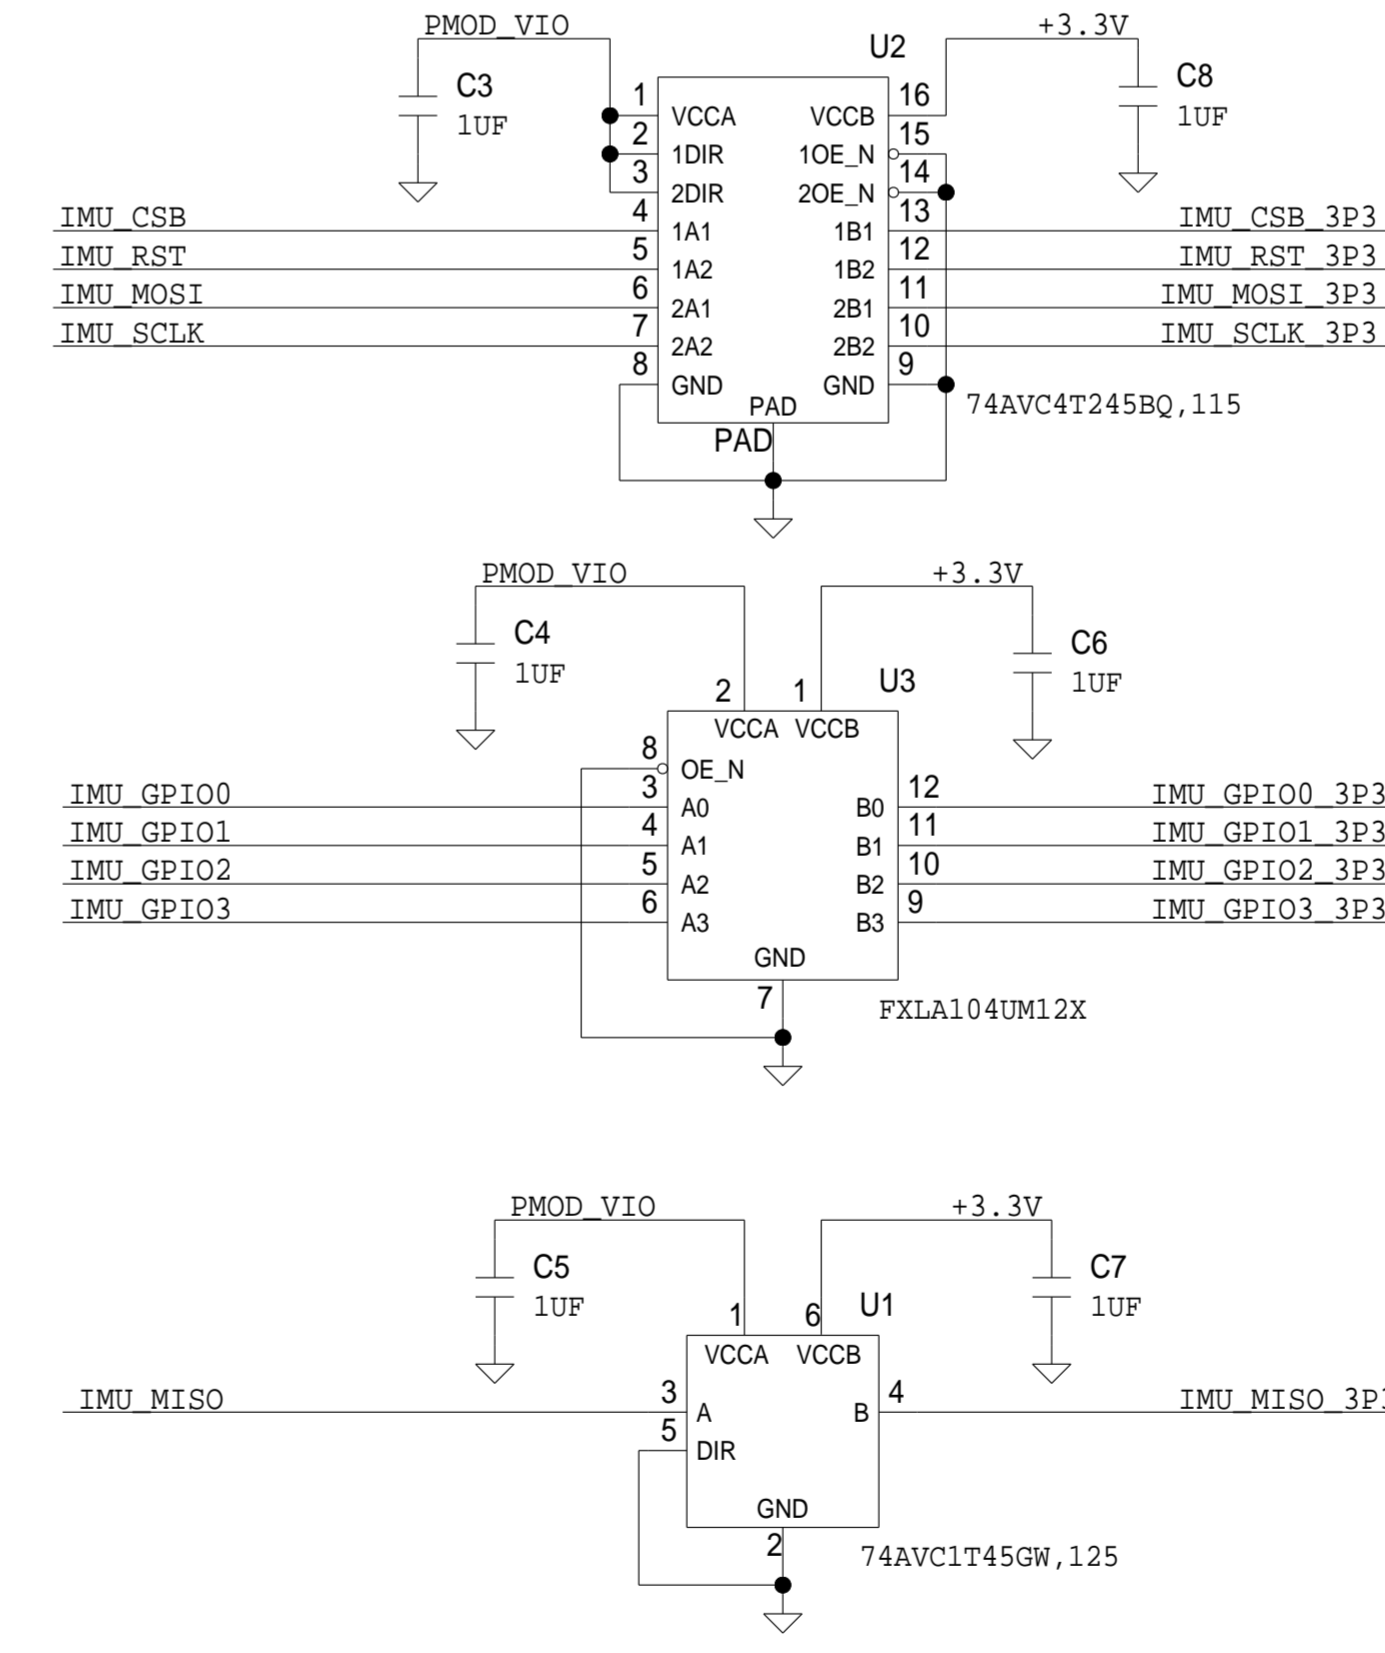 PMOD_VIO +3.3V
U2
C3 C8
1UF 1UF
1 VCCA VCCB 16
2 1DIR 1OE_N 15
3 2DIR 2OE_N 14
IMU_CSB 4 1A1 1B1 13 IMU_CSB_3P3
IMU_RST 5 1A2 1B2 12 IMU_RST_3P3
IMU_MOSI 6 2A1 2B1 11 IMU_MOSI_3P3
IMU_SCLK 7 2A2 2B2 10 IMU_SCLK_3P3
8 GND GND 9
PAD 74AVC4T245BQ,115
PAD
PMOD_VIO +3.3V
C4 C6
1UF 1UF
2 1 U3
VCCA VCCB
8 OE_N
IMU_GPIO0 3 A0 B0 12 IMU_GPIO0_3P3
IMU_GPIO1 4 A1 B1 11 IMU_GPIO1_3P3
IMU_GPIO2 5 A2 B2 10 IMU_GPIO2_3P3
IMU_GPIO3 6 A3 B3 9 IMU_GPIO3_3P3
GND
7 FXLA104UM12X
PMOD_VIO +3.3V
C5 C7
1UF 1UF
1 6 U1
VCCA VCCB
IMU_MISO 3 A B 4 IMU_MISO_3P3
5 DIR
GND
2 74AVC1T45GW,125